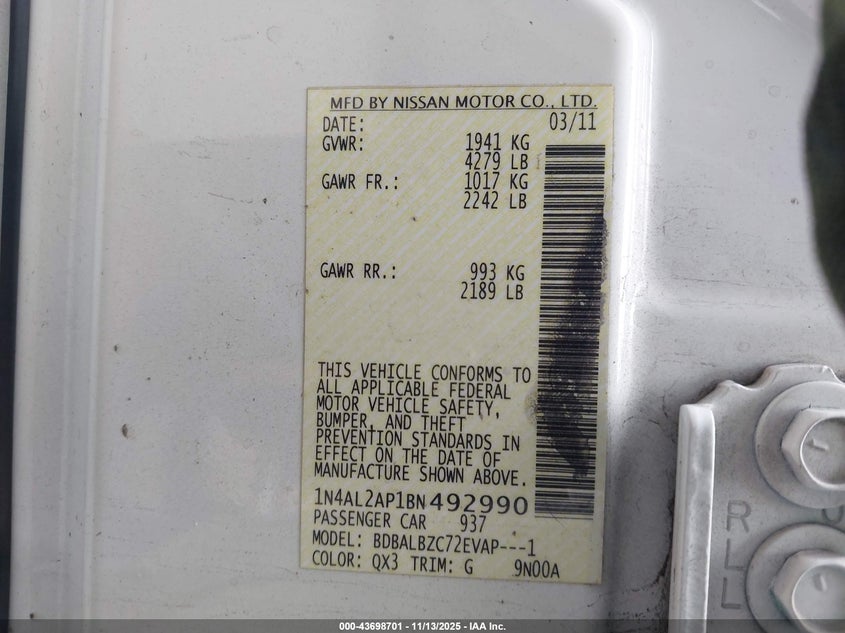 MFD BY NISSAN MOTOR CO., LTD.
DATE: 03/11
GVWR: 1941 KG
4279 LB
GAWR FR.: 1017 KG
2242 LB
GAWR RR.: 993 KG
2189 LB
THIS VEHICLE CONFORMS TO
ALL APPLICABLE FEDERAL
MOTOR VEHICLE SAFETY,
BUMPER, AND THEFT
PREVENTION STANDARDS IN
EFFECT ON THE DATE OF
MANUFACTURE SHOWN ABOVE.
1N4AL2AP1BN492990
PASSENGER CAR 937
MODEL: BDBALBZC72EVAP---1
COLOR: QX3 TRIM: G 9N00A
R
L
L
000-43698701 - 11/13/2025 - IAA Inc.